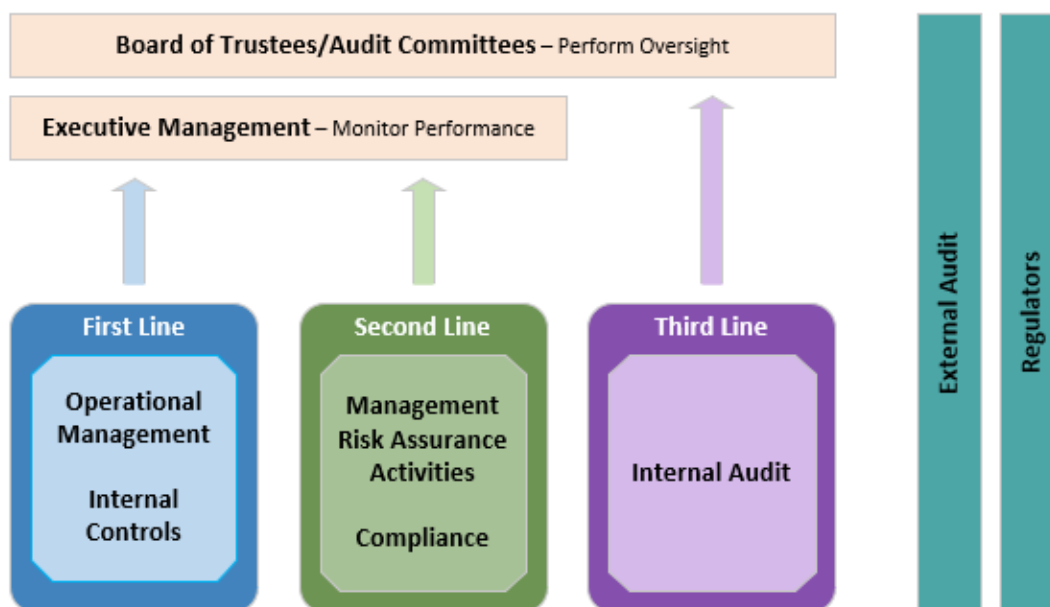 Board of Trustees/Audit Committees – Perform Oversight
Executive Management – Monitor Performance
First Line
Operational
Management
Internal
Controls
Second Line
Management
Risk Assurance
Activities
Compliance
Third Line
Internal Audit
External Audit
Regulators